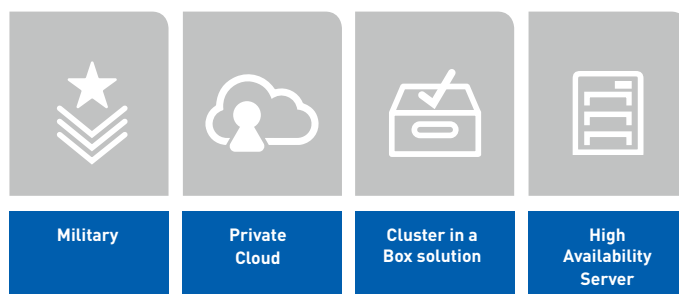 Military
Private
Cloud
Cluster in a
Box solution
High
Availability
Server